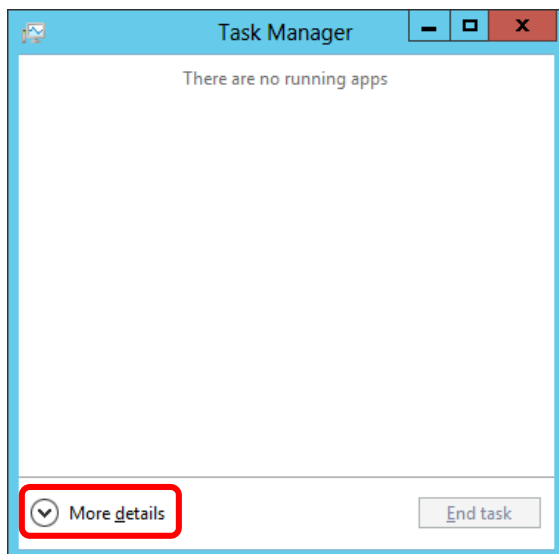 Task Manager
There are no running apps
More details
End task